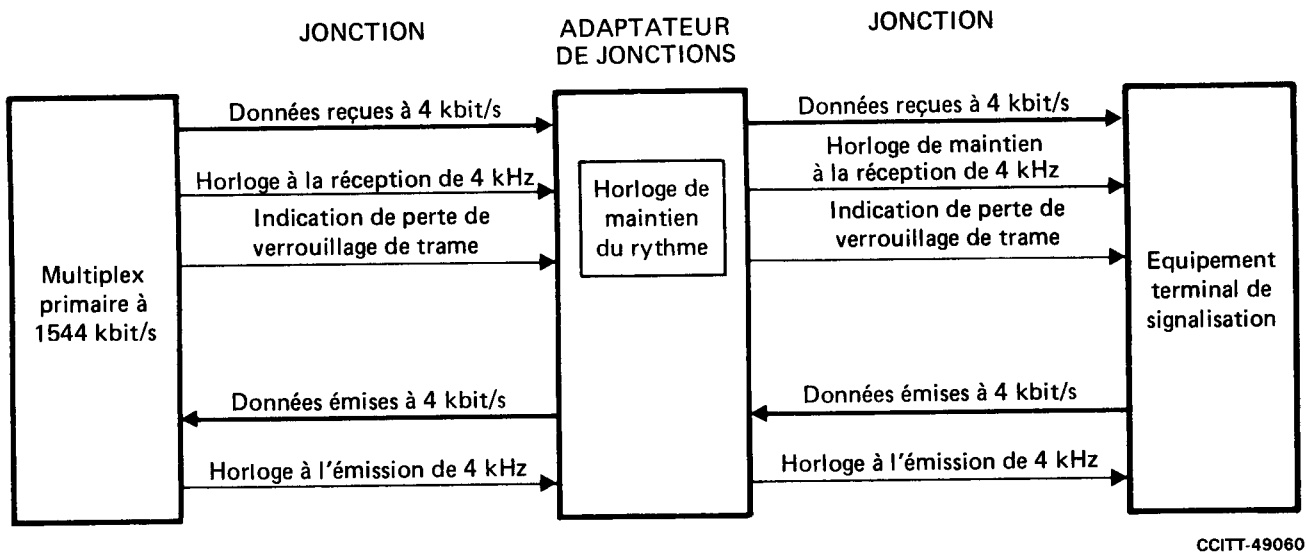 JONCTION
ADAPTATEUR
DE JONCTIONS
JONCTION
Données reçues à 4 kbit/s
Données reçues à 4 kbit/s
Horloge à la réception de 4 kHz
Horloge de maintien
à la réception de 4 kHz
Indication de perte de
verrouillage de trame
Indication de perte de
verrouillage de trame
Horloge de
maintien
du rythme
Multiplex
primaire à
1544 kbit/s
Equipement
terminal de
signalisation
Données émises à 4 kbit/s
Données émises à 4 kbit/s
Horloge à l'émission de 4 kHz
Horloge à l'émission de 4 kHz
CCITT-49060